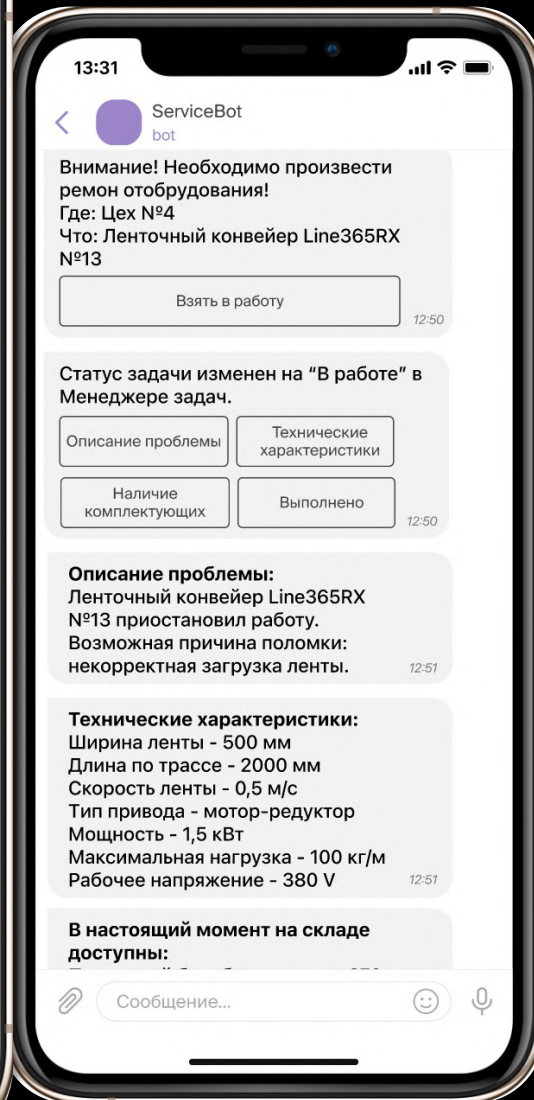 13:31
ServiceBot
bot
Внимание! Необходимо произвести
ремон отобрудования!
Где: Цех №4
Что: Ленточный конвейер Line365RX
№13
Взять в работу
12:50
Статус задачи изменен на “В работе” в
Менеджере задач.
Описание проблемы
Технические
характеристики
Наличие
комплектующих
Выполнено
12:50
Описание проблемы:
Ленточный конвейер Line365RX
№13 приостановил работу.
Возможная причина поломки:
некорректная загрузка ленты.
12:51
Технические характеристики:
Ширина ленты - 500 мм
Длина по трассе - 2000 мм
Скорость ленты - 0,5 м/с
Тип привода - мотор-редуктор
Мощность - 1,5 кВт
Максимальная нагрузка - 100 кг/м
Рабочее напряжение - 380 V
12:51
В настоящий момент на складе
доступны:
Сообщение...